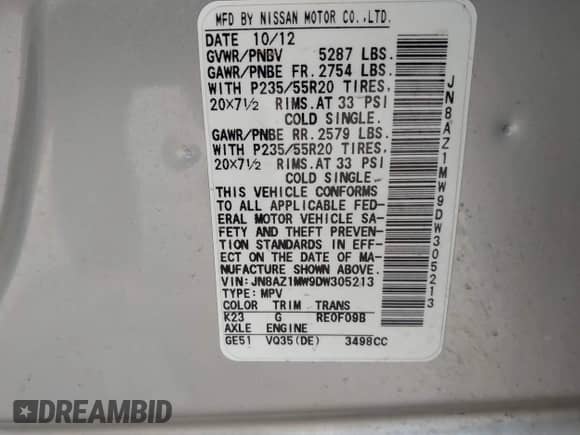 MFD BY NISSAN MOTOR CO.,LTD.
DATE 10/12
GVWR/PNBV 5287 LBS.
GAWR/PNBE FR. 2754 LBS.
WITH P235/55R20 TIRES,
20×7½ RIMS. AT 33 PSI
COLD SINGLE.
GAWR/PNBE RR. 2579 LBS.
WITH P235/55R20 TIRES,
20×7½ RIMS. AT 33 PSI
COLD SINGLE.
THIS VEHICLE CONFORMS
TO ALL APPLICABLE FED-
ERAL MOTOR VEHICLE SA-
FETY AND THEFT PREVEN-
TION STANDARDS IN EFF-
ECT ON THE DATE OF MA-
NUFACTURE SHOWN ABOVE.
VIN: JN8AZ1MW9DW305213
TYPE: MPV
COLOR TRIM TRANS
K23 G RE0F09B
AXLE ENGINE
GE51 VQ35(DE) 3498CC
JN8AZ1MW9DW305213
DREAMBID